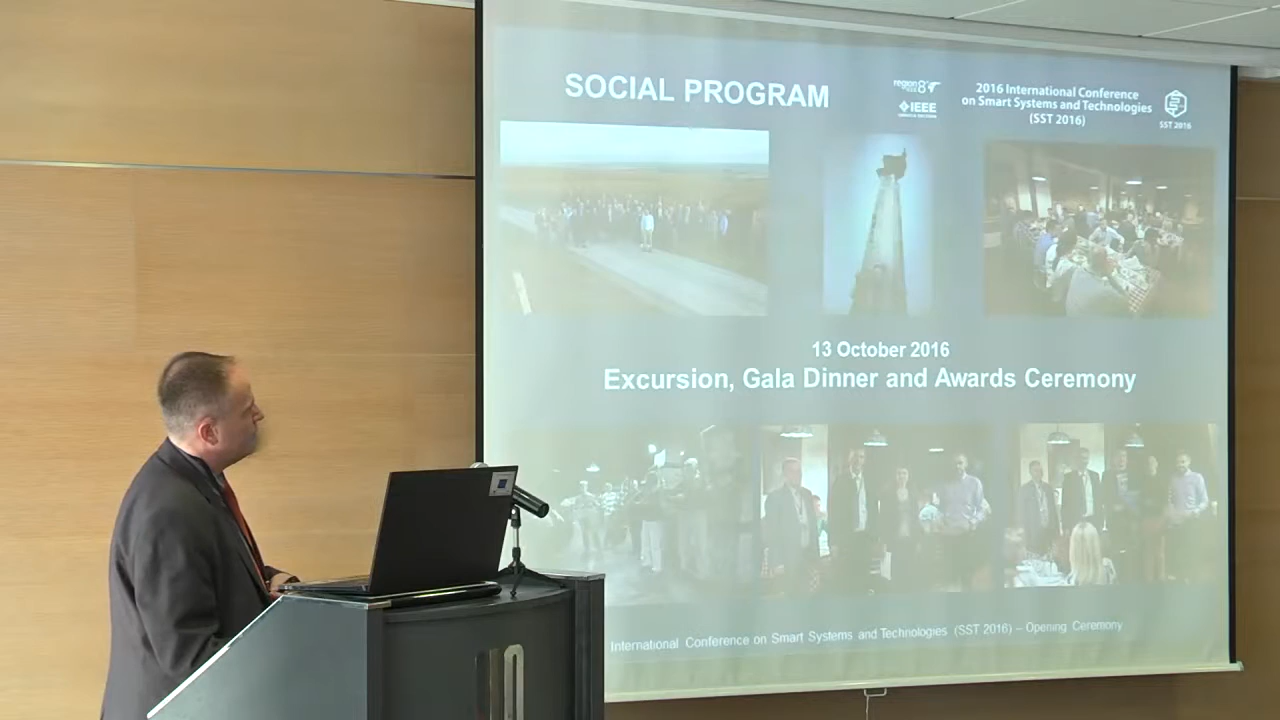 SOCIAL PROGRAM
region 8
IEEE
2016 International Conference
on Smart Systems and Technologies
(SST 2016)
SST 2016
13 October 2016
Excursion, Gala Dinner and Awards Ceremony
International Conference on Smart Systems and Technologies (SST 2016) – Opening Ceremony